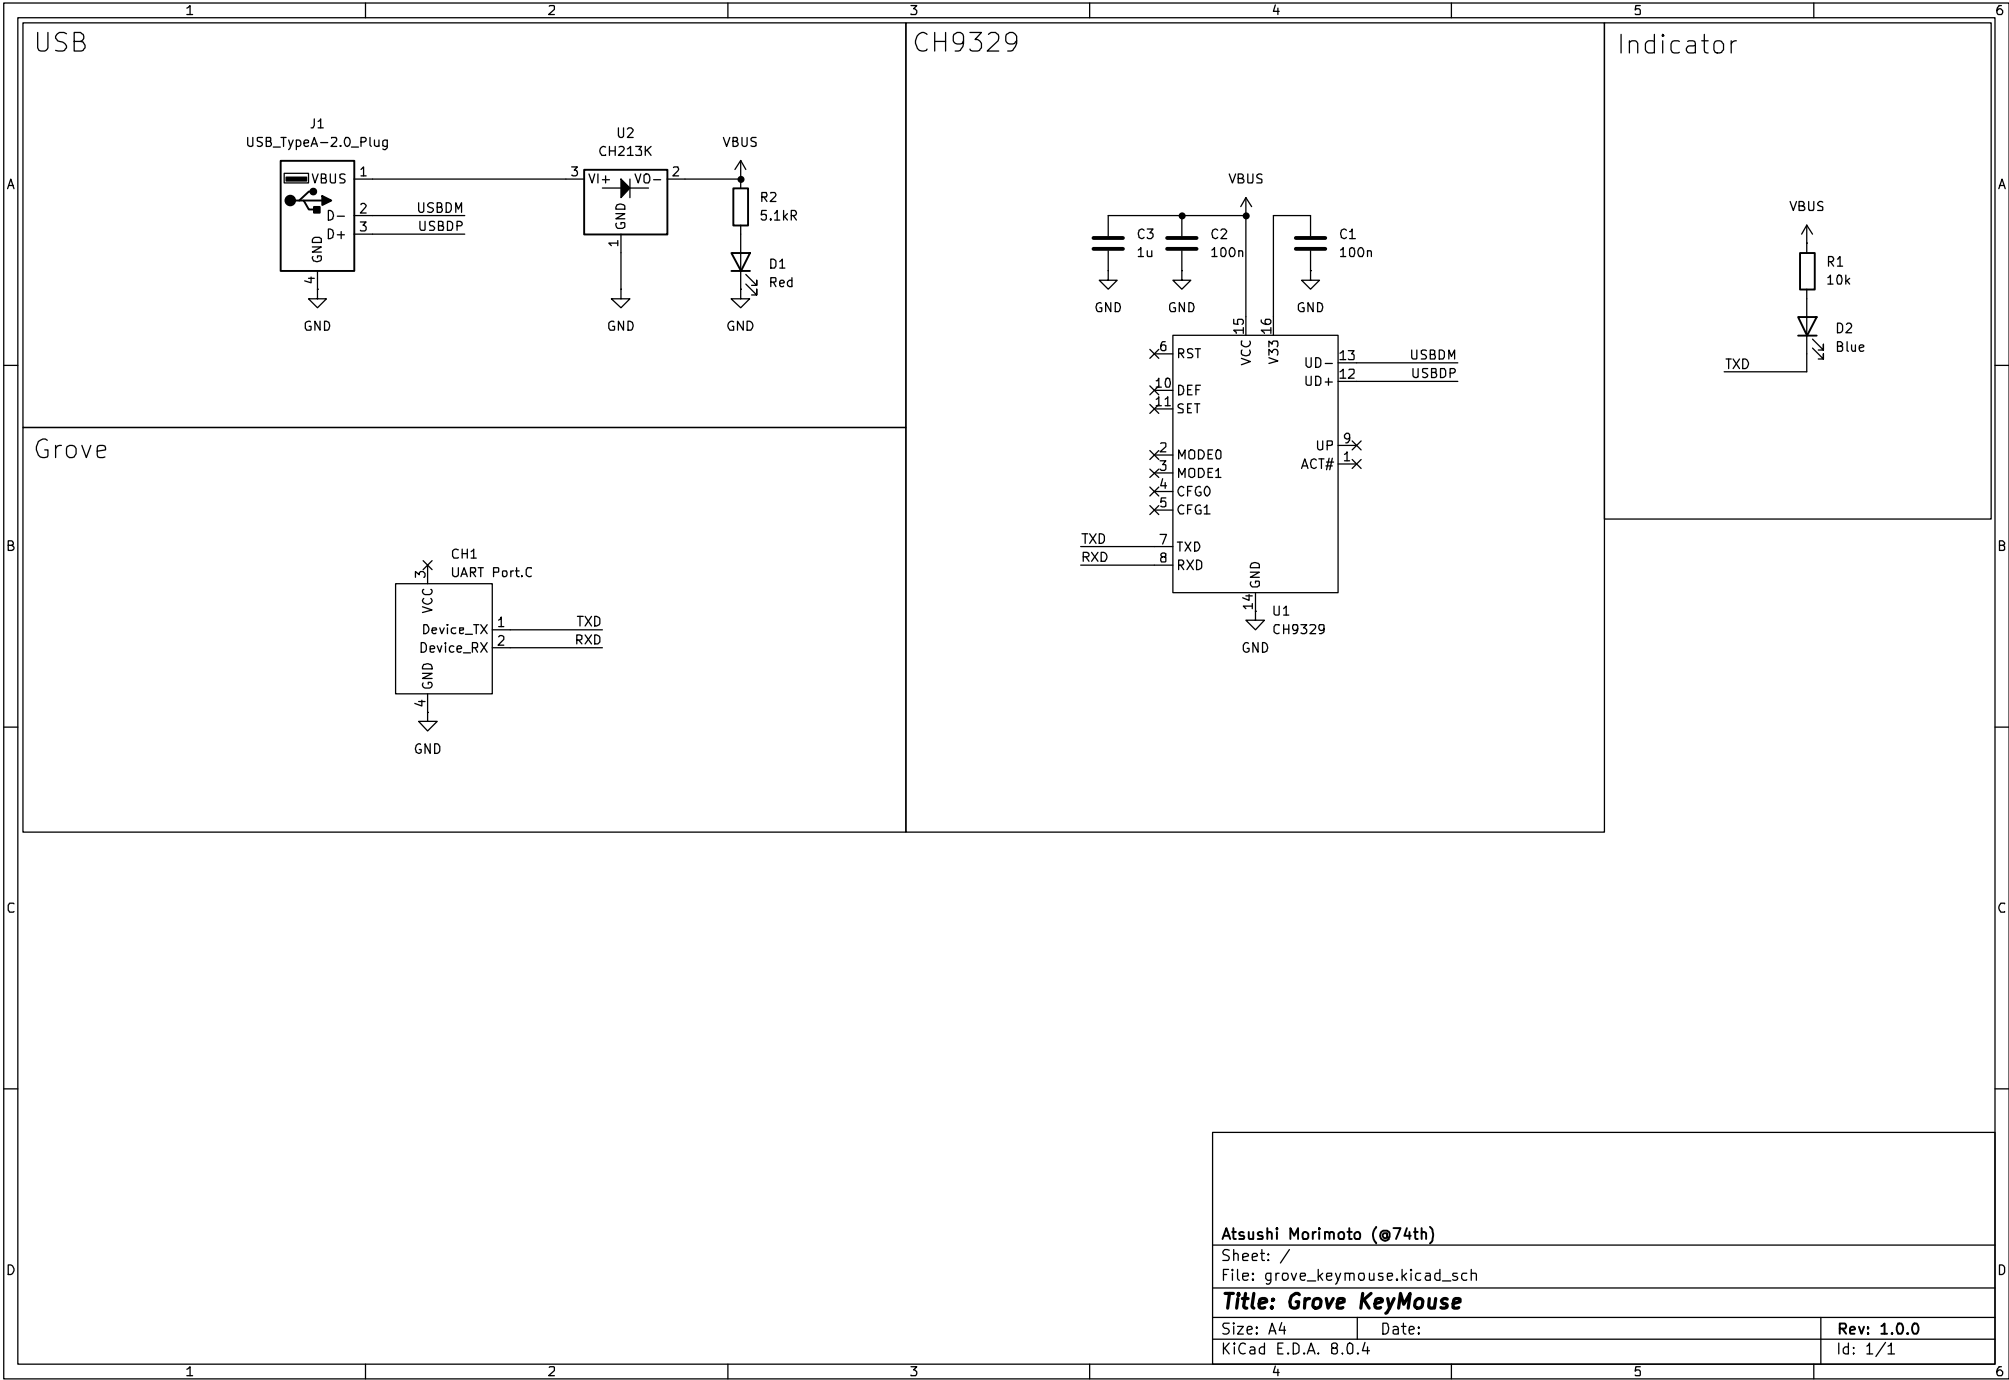 1 2 3 4 5 6
USB
J1
USB_TypeA-2.0_Plug
VBUS 1
D- 2 USBDM
D+ 3 USBDP
GND
4
GND
U2
CH213K
3 VI+ VO- 2
GND
1
GND
VBUS
R2
5.1kR
D1
Red
GND
Grove
CH1
UART Port.C
3
VCC
Device_TX 1 TXD
Device_RX 2 RXD
GND
4
GND
CH9329
VBUS
C3
1u
C2
100n
C1
100n
GND
GND
GND
15
VCC
16
V33
6 RST
10 DEF
11 SET
2 MODE0
3 MODE1
4 CFG0
5 CFG1
TXD 7 TXD
RXD 8 RXD
UD- 13 USBDM
UD+ 12 USBDP
UP 9
ACT# 1
GND
14
GND
U1
CH9329
Indicator
VBUS
R1
10k
D2
Blue
TXD
A
B
C
D
A
B
C
D
Atsushi Morimoto (@74th)
Sheet: /
File: grove_keymouse.kicad_sch
Title: Grove KeyMouse
Size: A4 Date: Rev: 1.0.0
KiCad E.D.A. 8.0.4 Id: 1/1
1 2 3 4 5 6